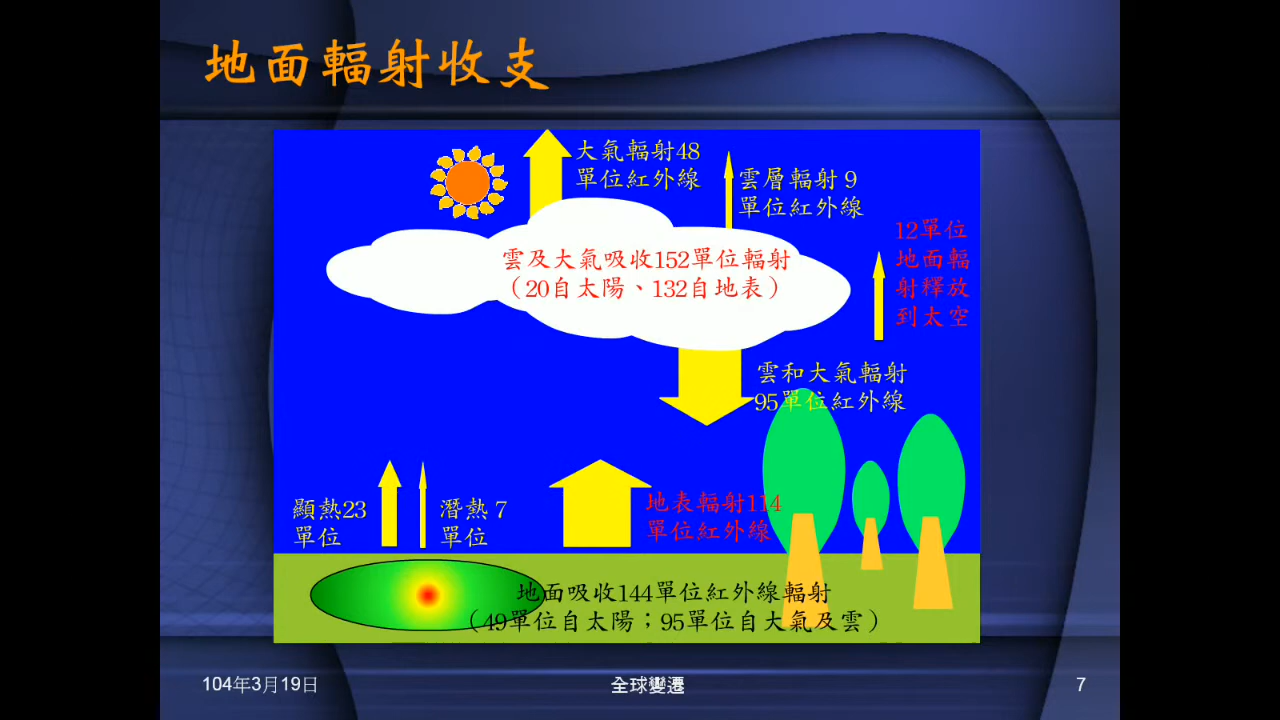 地面輻射收支
大氣輻射48
單位紅外線
雲層輻射9
單位紅外線
12單位
地面輻
射釋放
到太空
雲及大氣吸收152單位輻射
（20自太陽、132自地表）
雲和大氣輻射
95單位紅外線
顯熱23
單位
潛熱7
單位
地表輻射114
單位紅外線
地面吸收144單位紅外線輻射
（49單位自太陽；95單位自大氣及雲）
104年3月19日
全球變遷
7